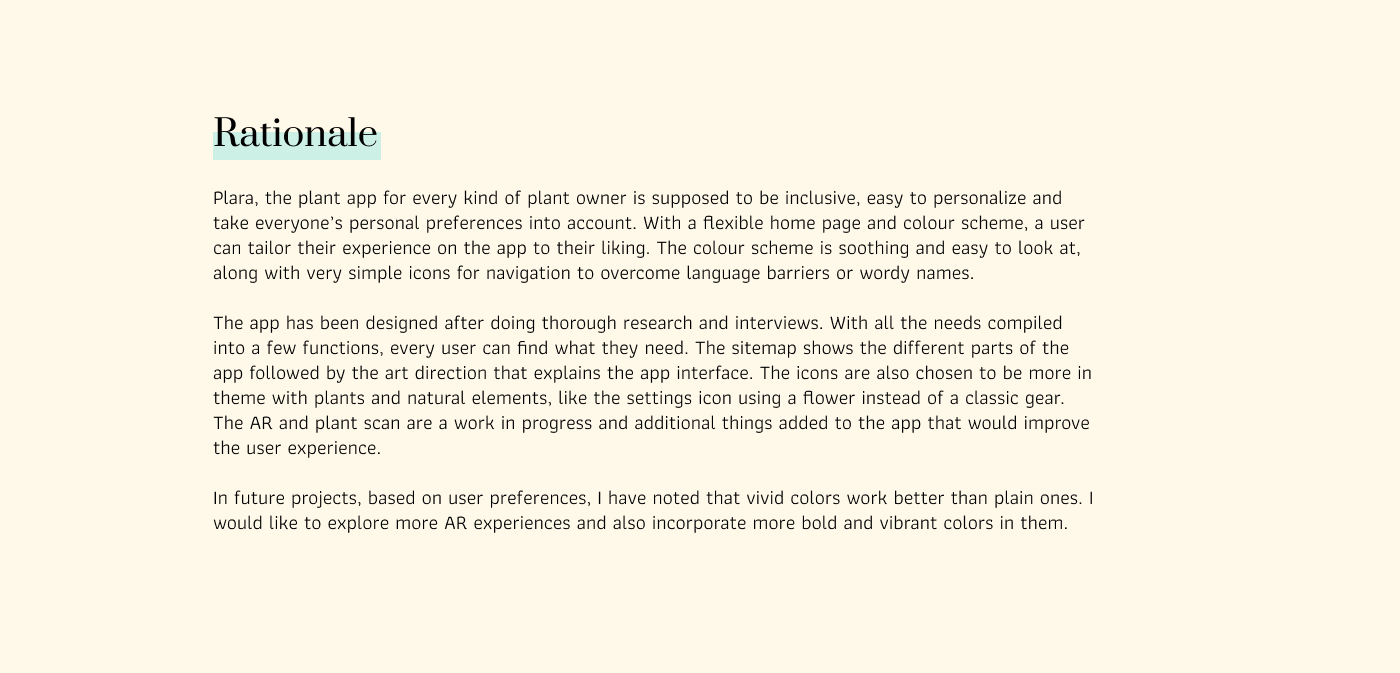 Rationale
Plara, the plant app for every kind of plant owner is supposed to be inclusive, easy to personalize and
take everyone’s personal preferences into account. With a flexible home page and colour scheme, a user
can tailor their experience on the app to their liking. The colour scheme is soothing and easy to look at,
along with very simple icons for navigation to overcome language barriers or wordy names.
The app has been designed after doing thorough research and interviews. With all the needs compiled
into a few functions, every user can find what they need. The sitemap shows the different parts of the
app followed by the art direction that explains the app interface. The icons are also chosen to be more in
theme with plants and natural elements, like the settings icon using a flower instead of a classic gear.
The AR and plant scan are a work in progress and additional things added to the app that would improve
the user experience.
In future projects, based on user preferences, I have noted that vivid colors work better than plain ones. I
would like to explore more AR experiences and also incorporate more bold and vibrant colors in them.